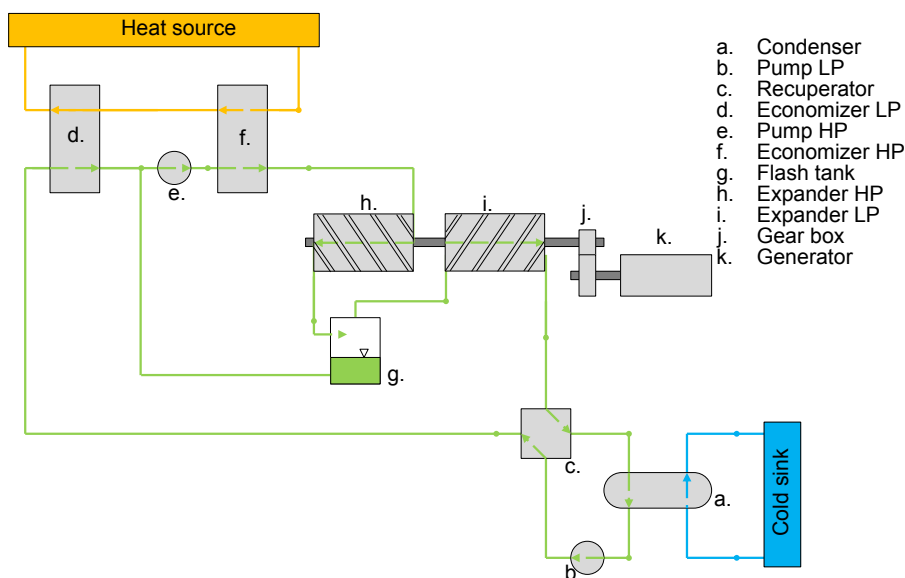 Heat source
a. Condenser
b. Pump LP
c. Recuperator
d. Economizer LP
e. Pump HP
f. Economizer HP
g. Flash tank
h. Expander HP
i. Expander LP
j. Gear box
k. Generator
d.
f.
e.
h.
i.
j.
k.
g.
c.
a.
b
Cold sink